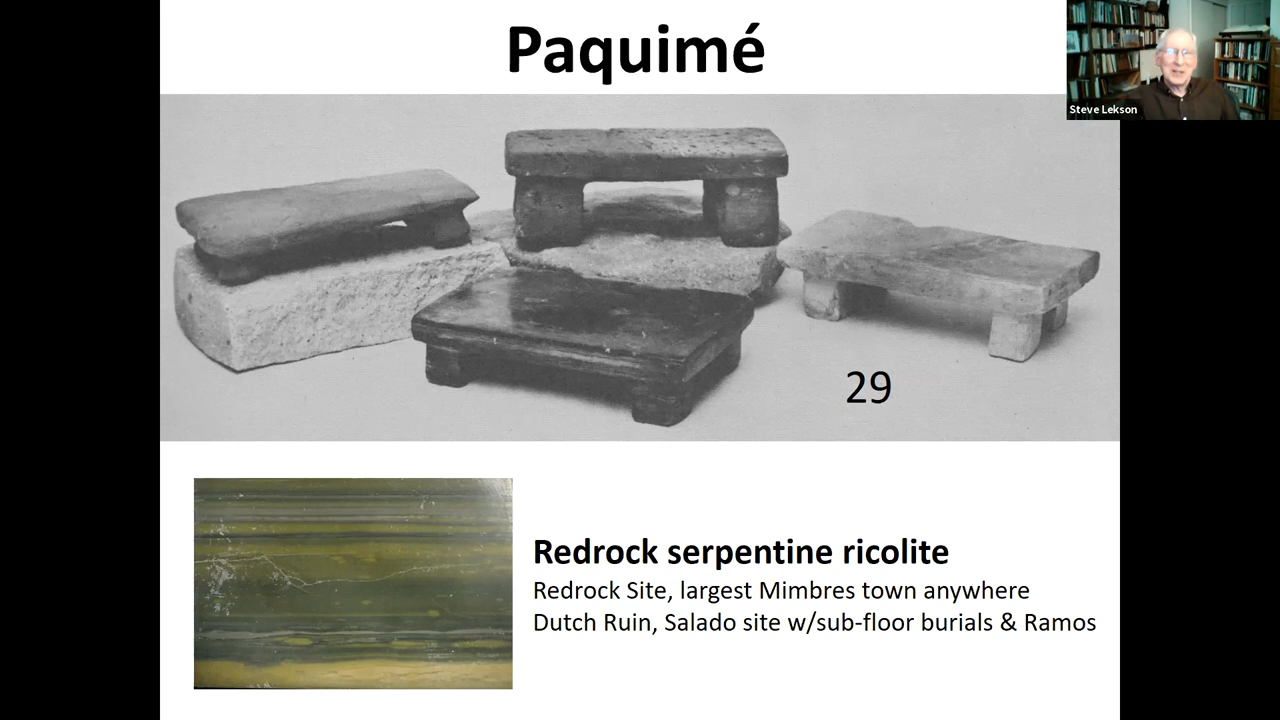 Paquimé
Steve Lekson
29
Redrock serpentine ricolite
Redrock Site, largest Mimbres town anywhere
Dutch Ruin, Salado site w/sub-floor burials & Ramos